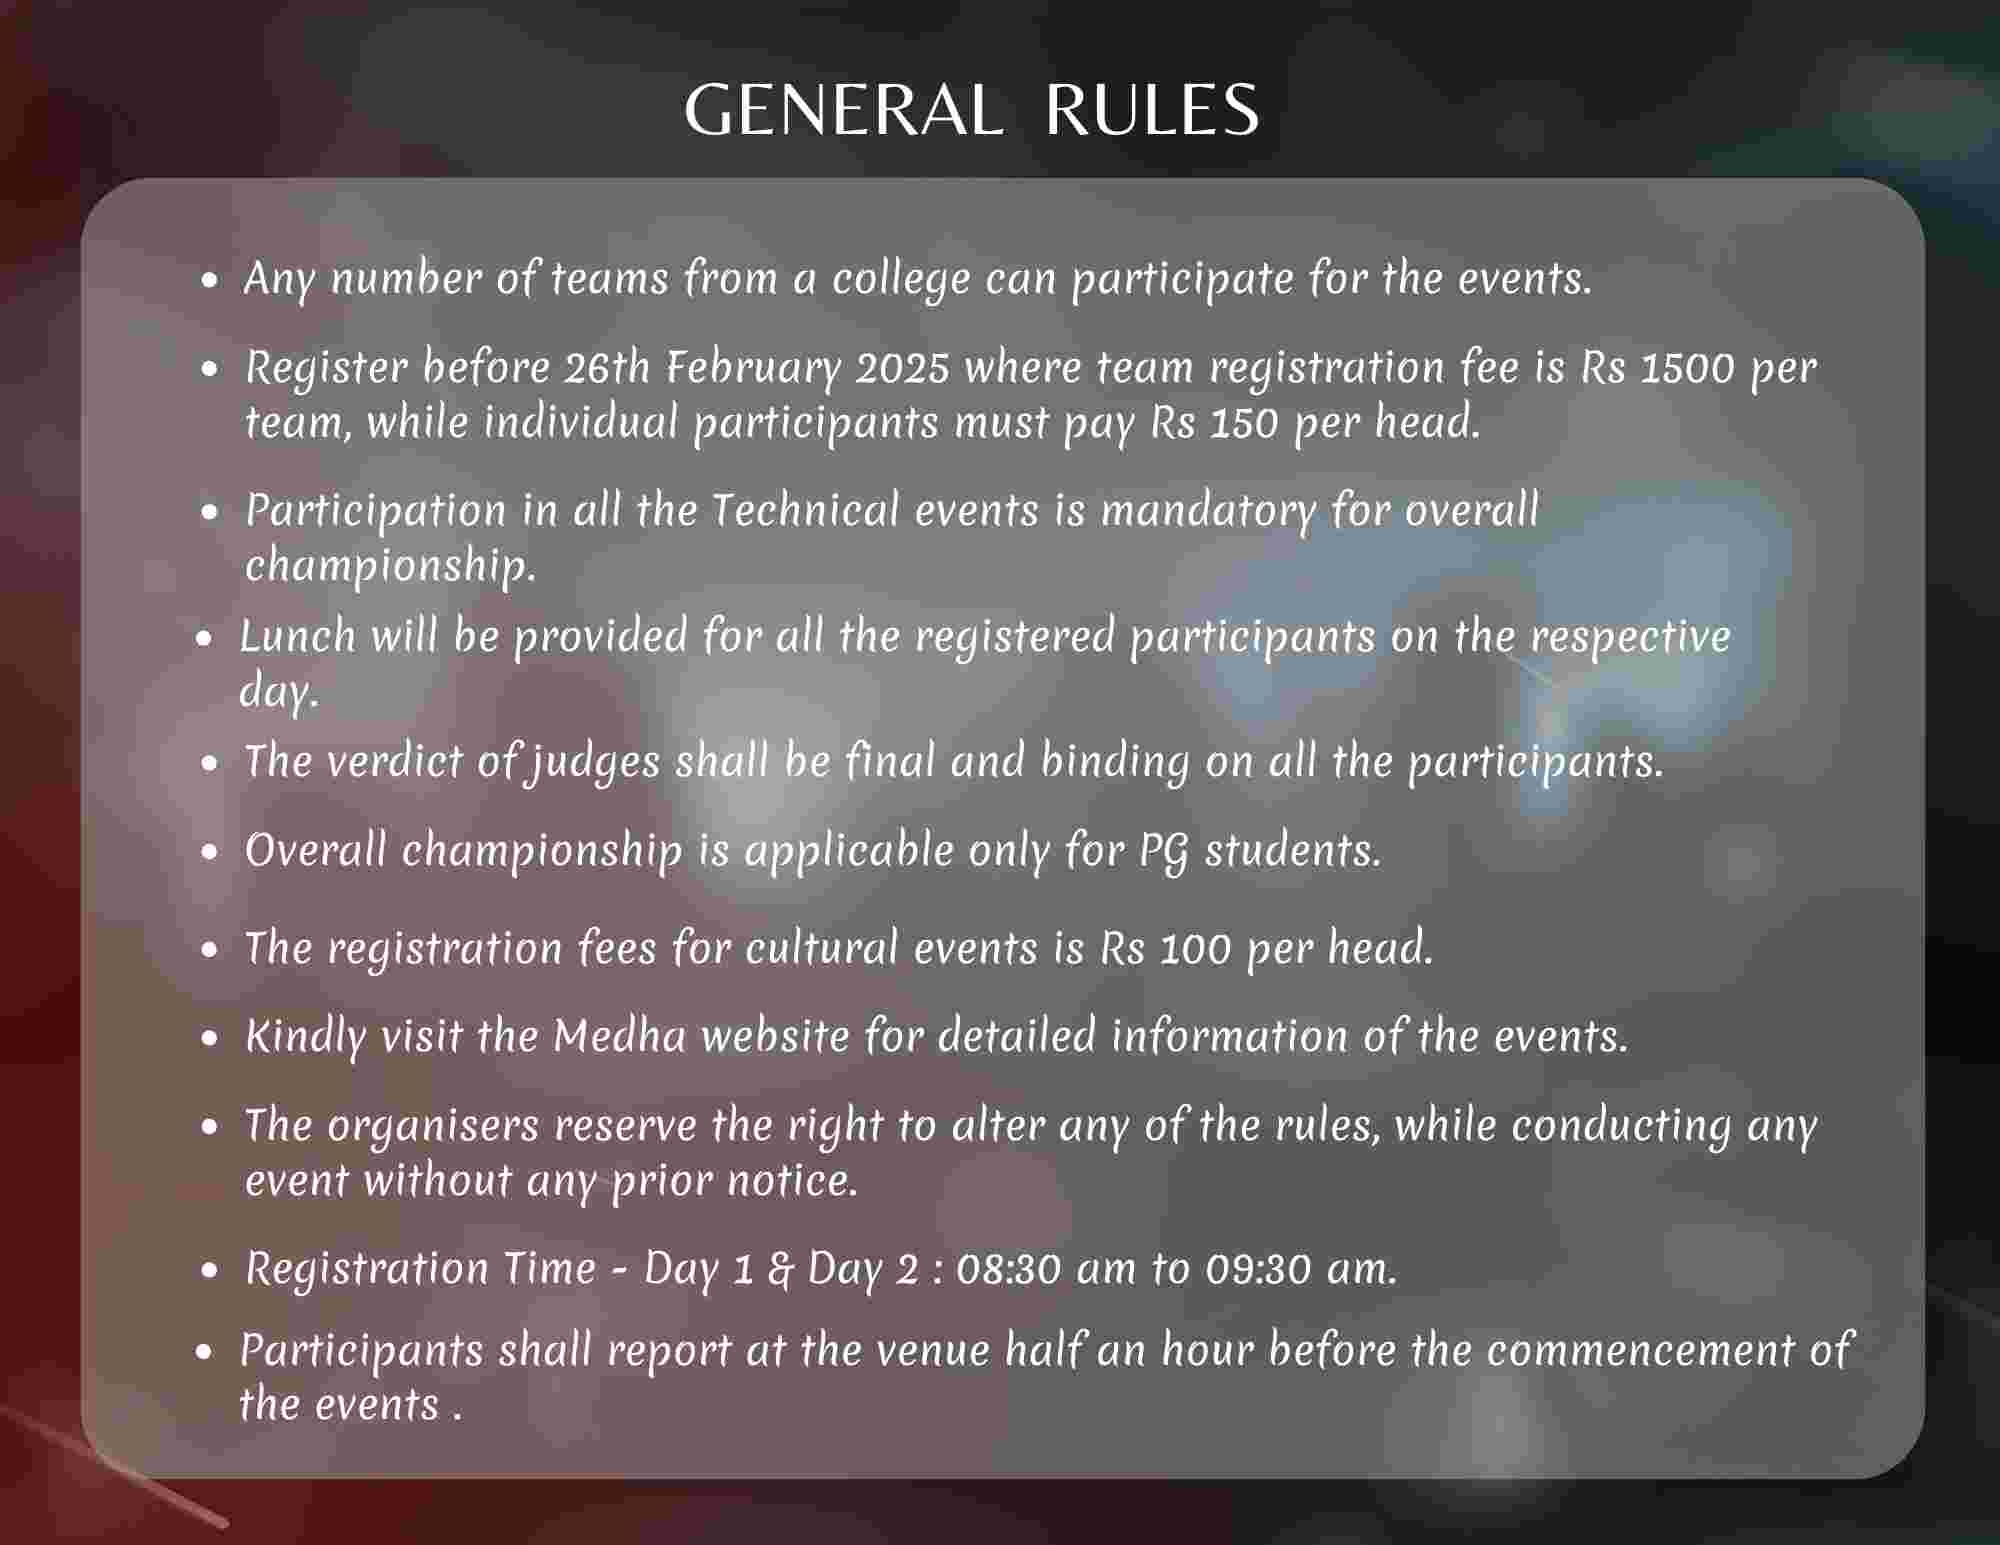 GENERAL RULES
• Any number of teams from a college can participate for the events.
• Register before 26th February 2025 where team registration fee is Rs 1500 per
team, while individual participants must pay Rs 150 per head.
• Participation in all the Technical events is mandatory for overall
championship.
• Lunch will be provided for all the registered participants on the respective
day.
• The verdict of judges shall be final and binding on all the participants.
• Overall championship is applicable only for PG students.
• The registration fees for cultural events is Rs 100 per head.
• Kindly visit the Medha website for detailed information of the events.
• The organisers reserve the right to alter any of the rules, while conducting any
event without any prior notice.
• Registration Time - Day 1 & Day 2 : 08:30 am to 09:30 am.
• Participants shall report at the venue half an hour before the commencement of
the events .